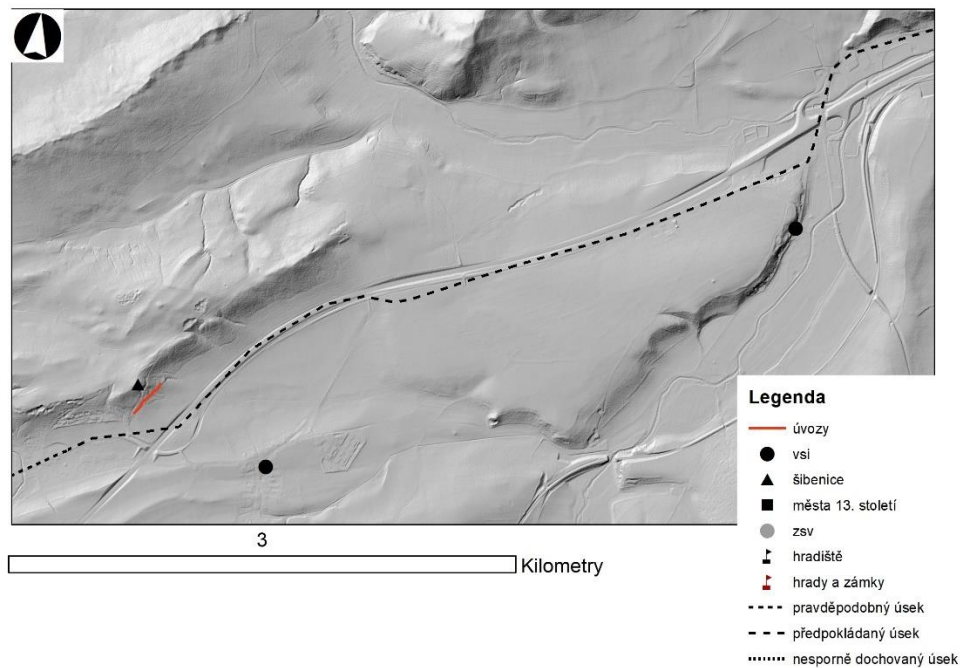 3
Kilometry
Legenda
úvozy
vsi
šibenice
města 13. století
zsv
hradiště
hrady a zámky
pravděpodobný úsek
předpokládaný úsek
nesporně dochovaný úsek